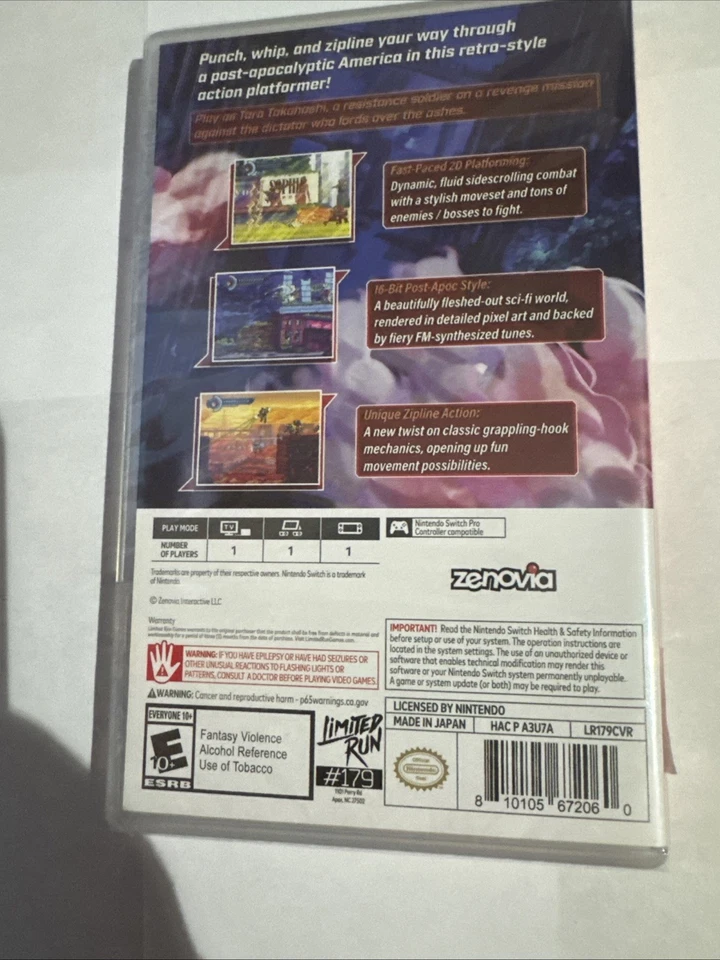 Punch, whip, and zipline your way through
a post-apocalyptic America in this retro-style
action platformer!
Play as Tara Takahashi, a resistance soldier on a revenge mission
against the dictator who lords over the ashes.
Fast-Paced 2D Platforming:
Dynamic, fluid sidescrolling combat
with a stylish moveset and tons of
enemies / bosses to fight.
16-Bit Post-Apoc Style:
A beautifully fleshed-out sci-fi world,
rendered in detailed pixel art and backed
by fiery FM-synthesized tunes.
Unique Zipline Action:
A new twist on classic grappling-hook
mechanics, opening up fun
movement possibilities.
PLAY MODE
TV
NUMBER
OF PLAYERS
1 1 1
Nintendo Switch Pro
Controller compatible
Trademarks are property of their respective owners. Nintendo Switch is a trademark
of Nintendo.
© Zenovia Interactive LLC
zenovia
Warranty
WARNING: IF YOU HAVE EPILEPSY OR HAVE HAD SEIZURES OR
OTHER UNUSUAL REACTIONS TO FLASHING LIGHTS OR
PATTERNS, CONSULT A DOCTOR BEFORE PLAYING VIDEO GAMES.
WARNING: Cancer and reproductive harm - p65warnings.ca.gov
IMPORTANT! Read the Nintendo Switch Health & Safety Information
before setup or use of your system. The operation instructions are
located in the system settings. The use of an unauthorized device or
software that enables technical modification may render this
software or your Nintendo Switch system permanently unplayable.
A game or system update (or both) may be required to play.
EVERYONE 10+
E
10+
ESRB
Fantasy Violence
Alcohol Reference
Use of Tobacco
LIMITED
RUN
#179
1101 Perry Rd
Apex, NC 27502
LICENSED BY NINTENDO
MADE IN JAPAN HAC P A3U7A LR179CVR
Official
Nintendo
Seal
8 10105 67206 0